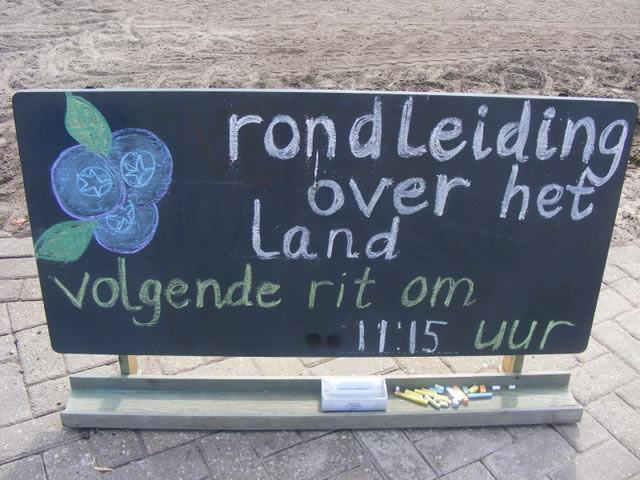 rondleiding
over het
land
volgende rit om
11:15 uur